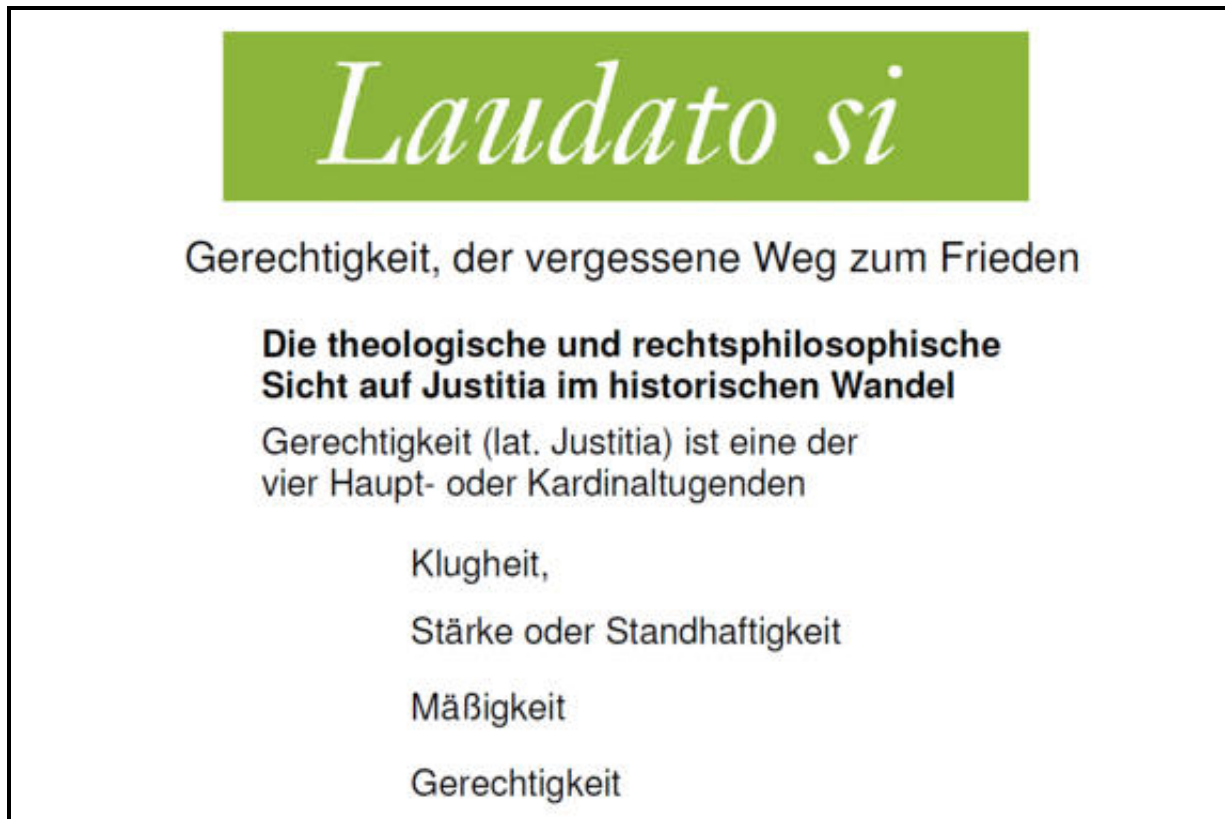 Laudato si
Gerechtigkeit, der vergessene Weg zum Frieden
Die theologische und rechtsphilosophische
Sicht auf Justitia im historischen Wandel
Gerechtigkeit (lat. Justitia) ist eine der
vier Haupt- oder Kardinaltugenden
Klugheit,
Stärke oder Standhaftigkeit
Mäßigkeit
Gerechtigkeit